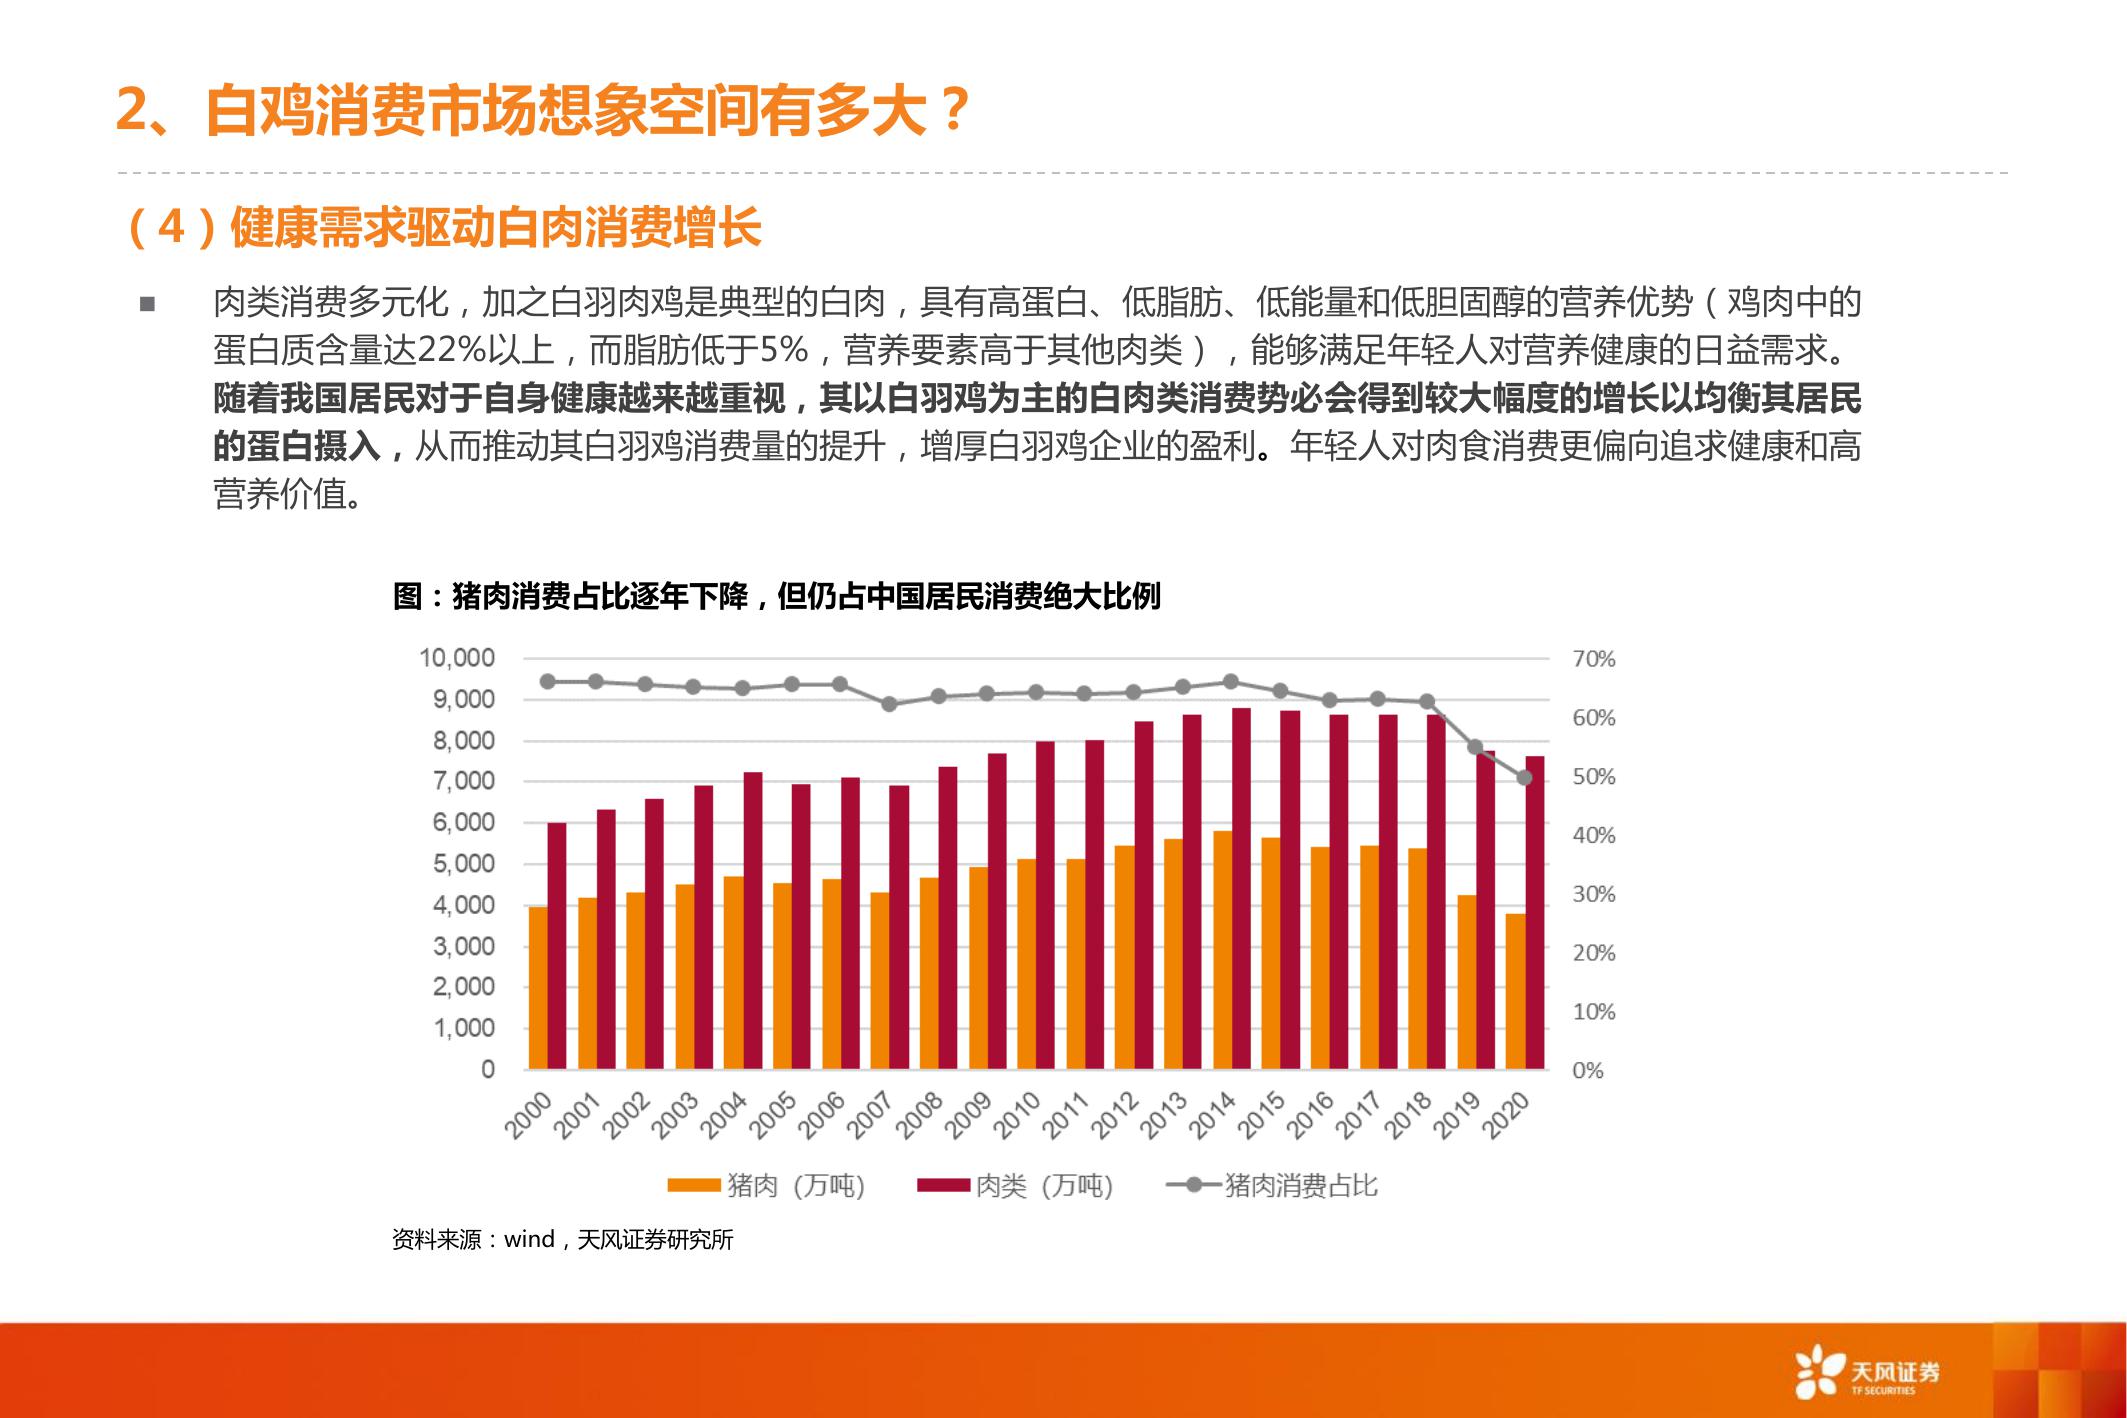 2、白鸡消费市场想象空间有多大？
（4）健康需求驱动白肉消费增长
■ 肉类消费多元化，加之白羽肉鸡是典型的白肉，具有高蛋白、低脂肪、低能量和低胆固醇的营养优势（鸡肉中的
蛋白质含量达22%以上，而脂肪低于5%，营养要素高于其他肉类），能够满足年轻人对营养健康的日益需求。
随着我国居民对于自身健康越来越重视，其以白羽鸡为主的白肉类消费势必会得到较大幅度的增长以均衡其居民
的蛋白摄入，从而推动其白羽鸡消费量的提升，增厚白羽鸡企业的盈利。年轻人对肉食消费更偏向追求健康和高
营养价值。
图：猪肉消费占比逐年下降，但仍占中国居民消费绝大比例
10,000
9,000
8,000
7,000
6,000
5,000
4,000
3,000
2,000
1,000
0
70%
60%
50%
40%
30%
20%
10%
0%
2000 2001 2002 2003 2004 2005 2006 2007 2008 2009 2010 2011 2012 2013 2014 2015 2016 2017 2018 2019 2020
猪肉（万吨） 肉类（万吨） 猪肉消费占比
资料来源：wind，天风证券研究所
天风证券
TF SECURITIES